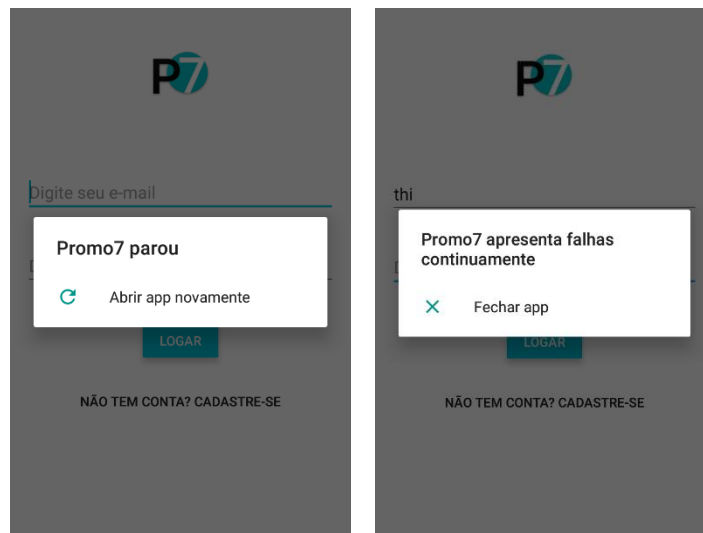 P7
Digite seu e-mail
Promo7 parou
Abrir app novamente
LOGAR
NÃO TEM CONTA? CADASTRE-SE
P7
thi
Promo7 apresenta falhas
continuamente
Fechar app
LOGAR
NÃO TEM CONTA? CADASTRE-SE